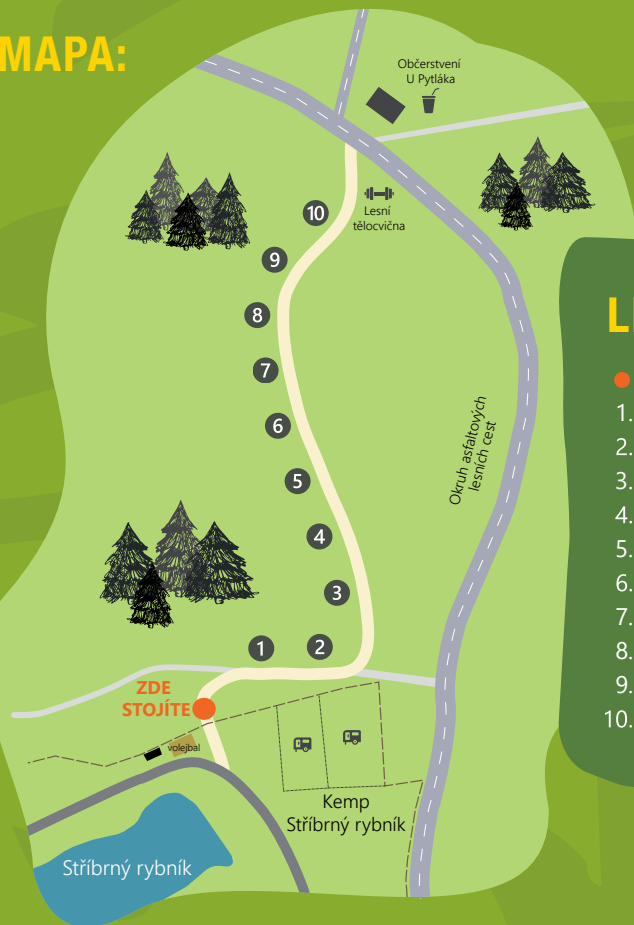 MAPA:
Občerstvení
U Pytláka
Lesní
tělocvična
10
9
8
7
6
5
4
3
2
1
Okruh asfaltových
lesních cest
ZDE
STOJÍTE
volejbal
Kemp
Stříbrný rybník
Stříbrný rybník
1.
2.
3.
4.
5.
6.
7.
8.
9.
10.